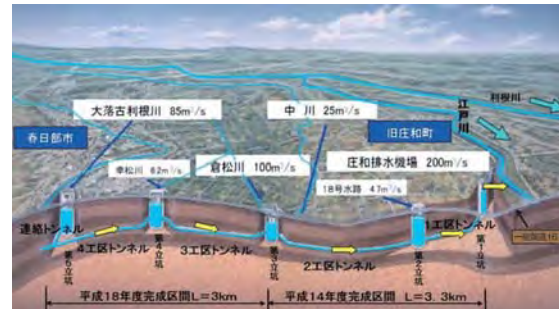 大落古利根川 85m³/s
中 川 25m³/s
江戸川
利根川
春日部市
旧庄和町
幸松川 6.2m³/s
倉松川 100m³/s
庄和排水機場 200m³/s
18号水路 4.7m³/s
連絡トンネル
4工区トンネル
3工区トンネル
2工区トンネル
1工区トンネル
第5立坑
第4立坑
第3立坑
第2立坑
第1立坑
平成18年度完成区間L=3km
平成14年度完成区間 L=3.3km